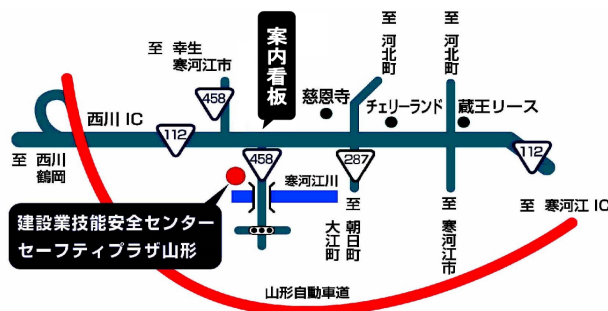 至 幸生
寒河江市
458
案内看板
慈恩寺
至 河北町
チェリーランド
至 河北町
蔵王リース
西川 IC
112
458
287
112
至 西川
鶴岡
寒河江川
建設業技能安全センター
セーフティプラザ山形
至 朝日町
大江町
至 寒河江市
至 寒河江 IC
山形自動車道